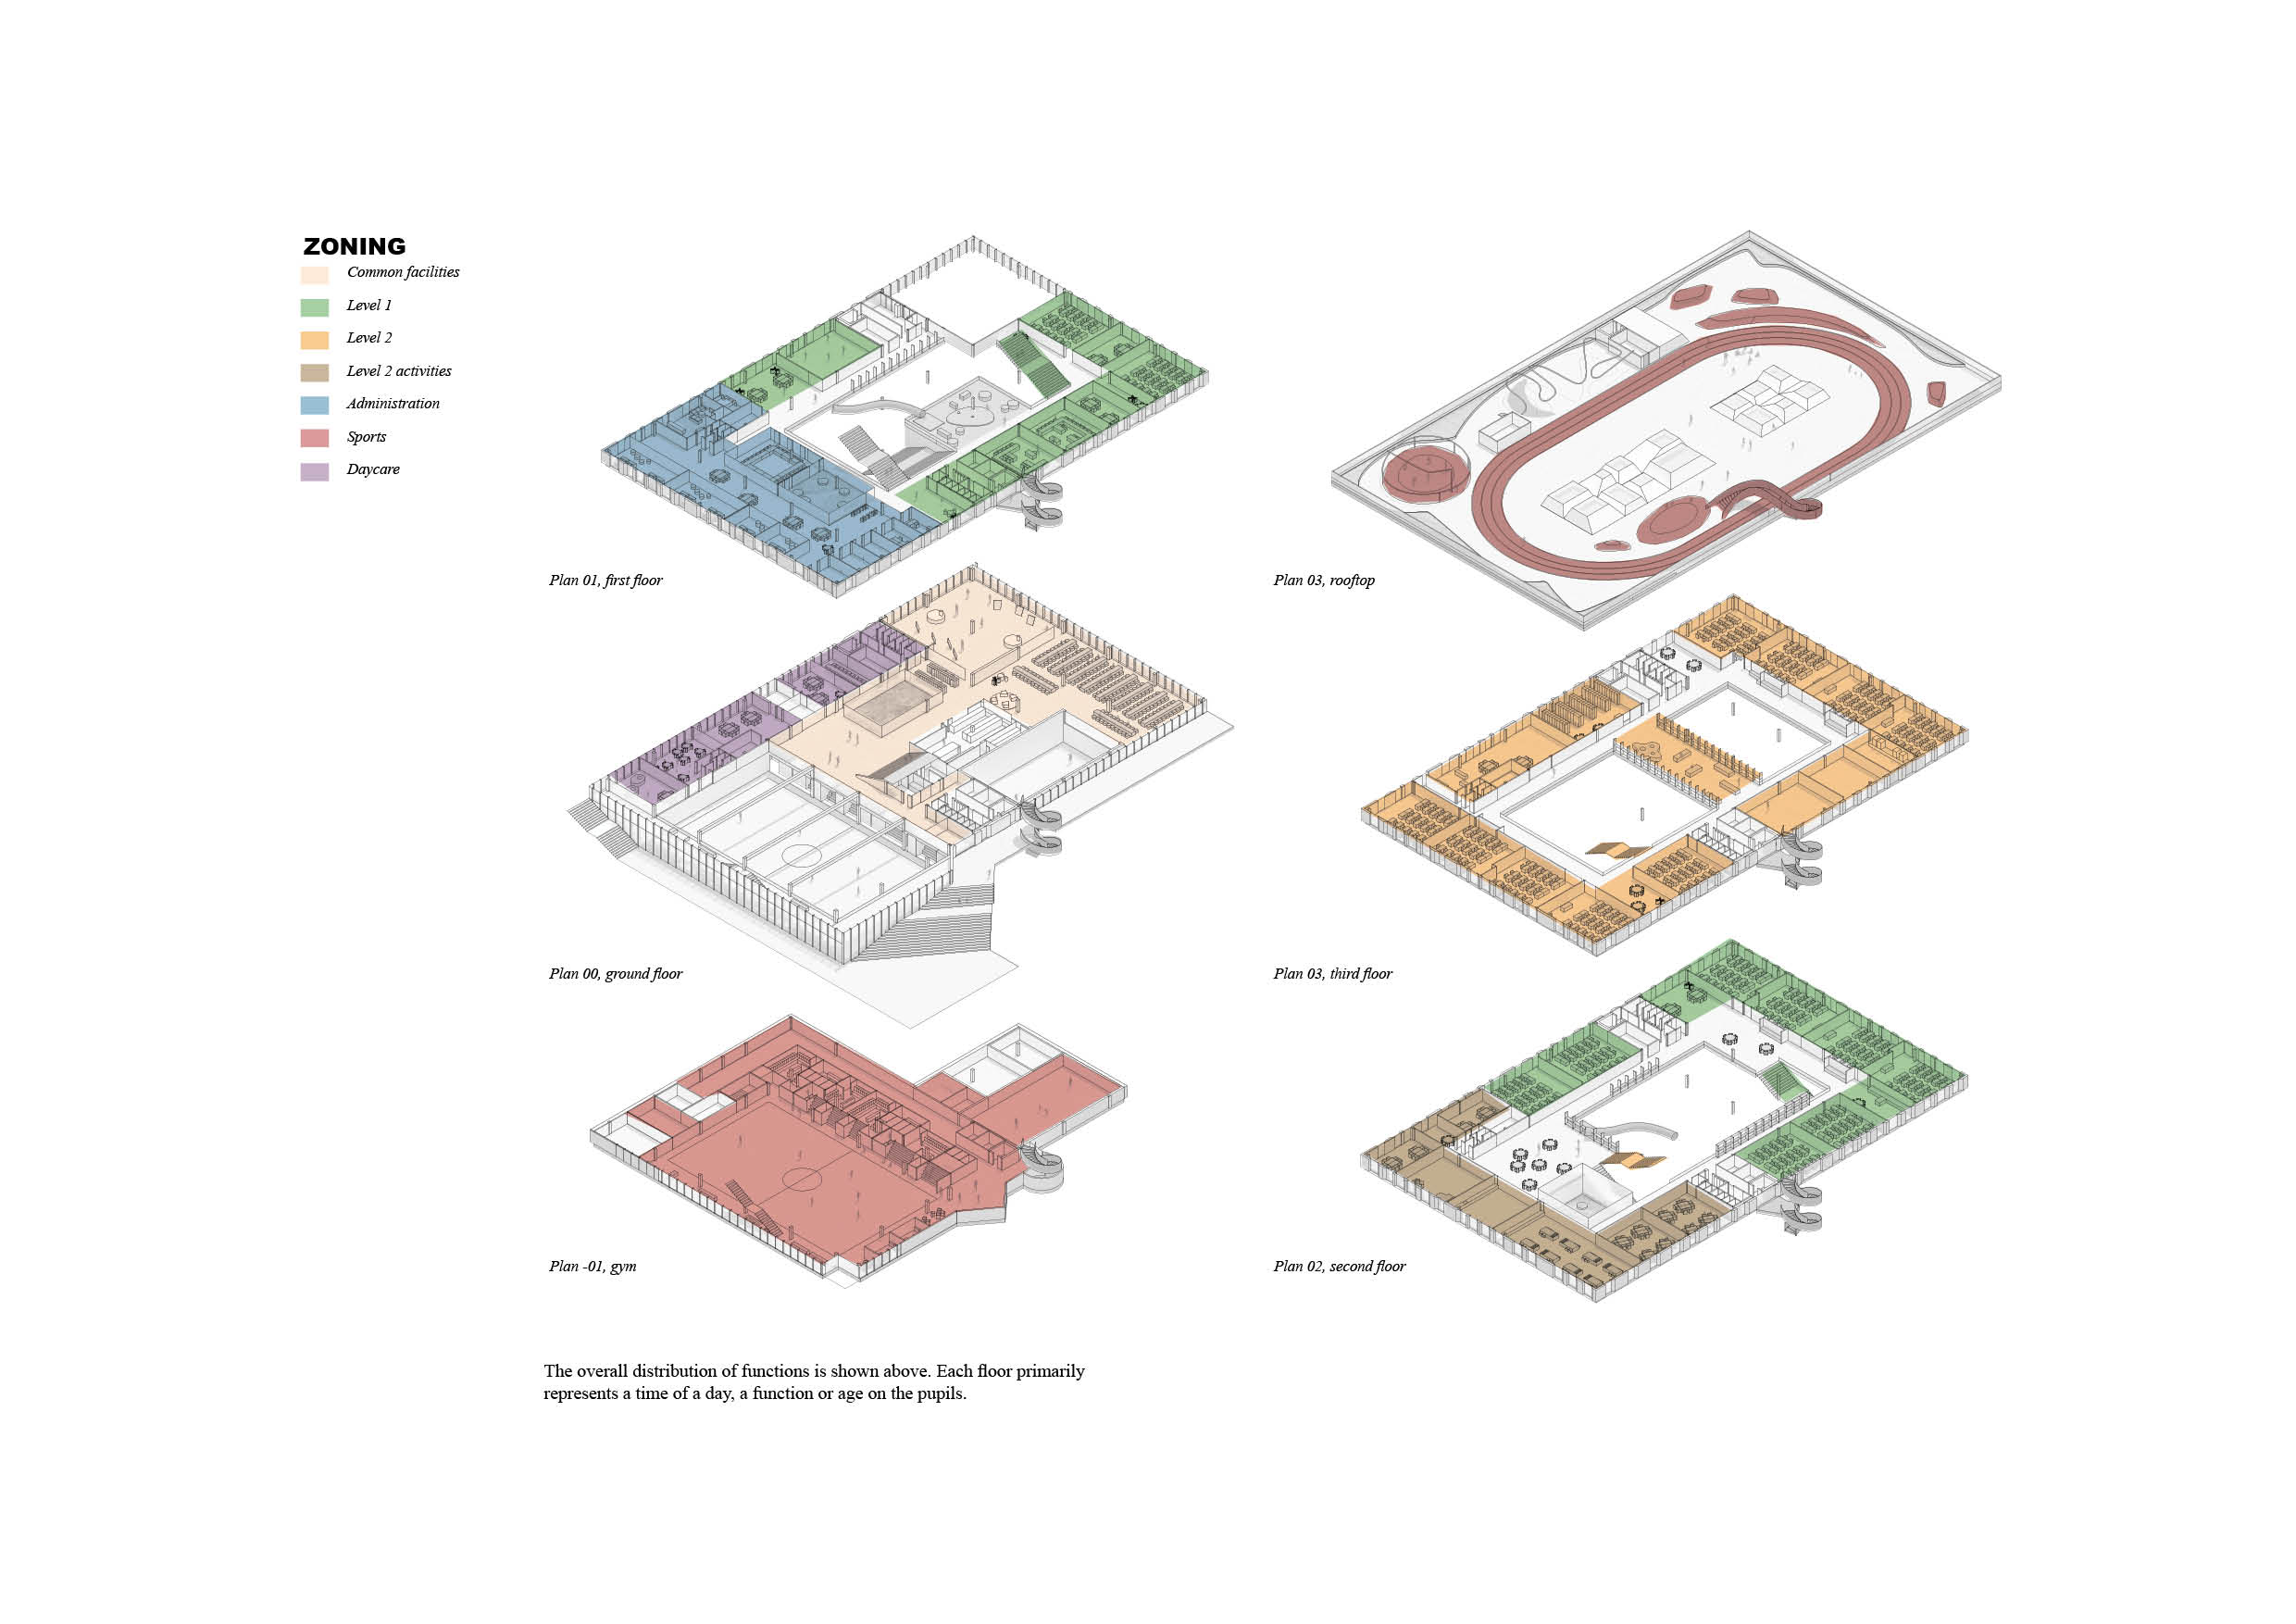 ZONING
Common facilities
Level 1
Level 2
Level 2 activities
Administration
Sports
Daycare
Plan 01, first floor
Plan 03, rooftop
Plan 00, ground floor
Plan 03, third floor
Plan -01, gym
Plan 02, second floor
The overall distribution of functions is shown above. Each floor primarily
represents a time of a day, a function or age on the pupils.